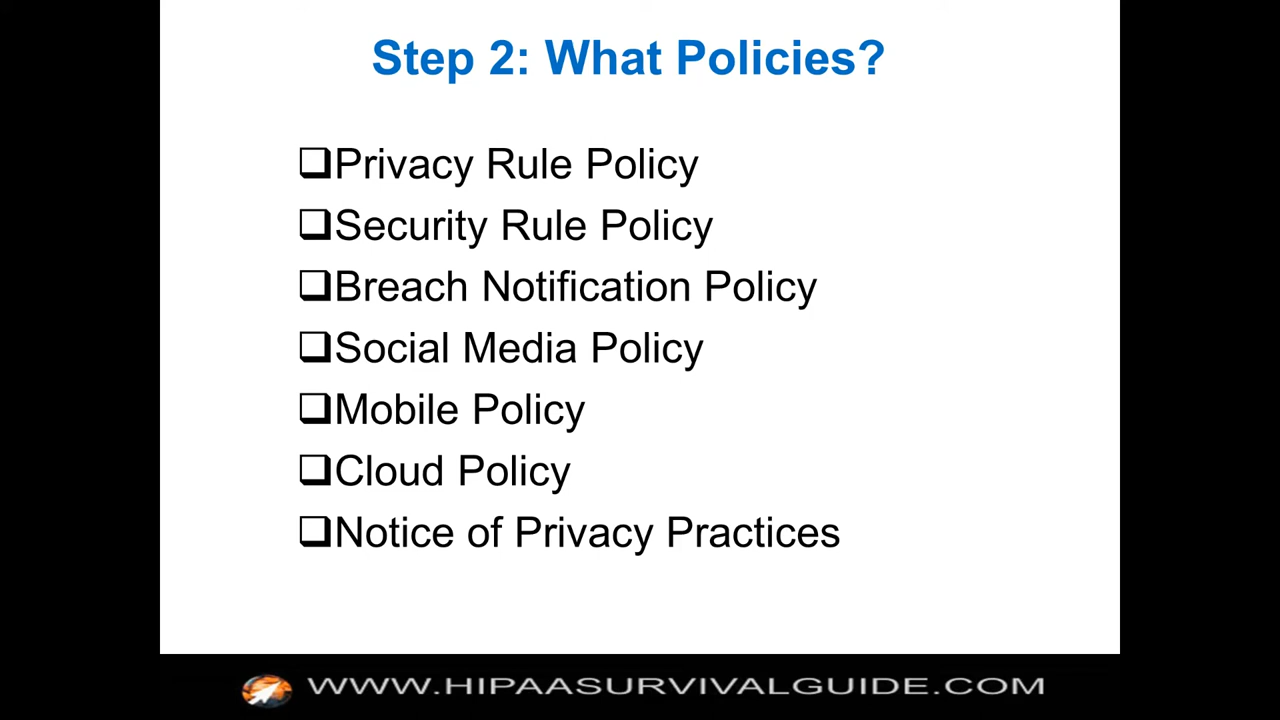 Step 2: What Policies?
❑Privacy Rule Policy
❑Security Rule Policy
❑Breach Notification Policy
❑Social Media Policy
❑Mobile Policy
❑Cloud Policy
❑Notice of Privacy Practices
WWW.HIPAASURVIVALGUIDE.COM